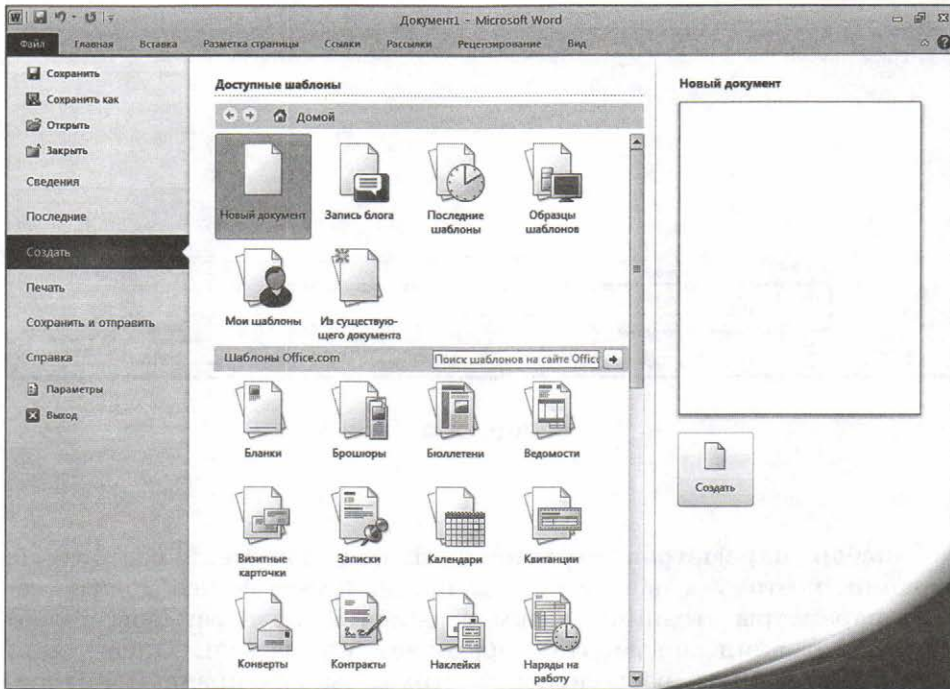 Документ1 - Microsoft Word
Файл Главная Вставка Разметка страницы Ссылки Рассылки Рецензирование Вид
Сохранить
Сохранить как
Открыть
Закрыть
Сведения
Последние
Создать
Печать
Сохранить и отправить
Справка
Параметры
Выход
Доступные шаблоны
Домой
Новый документ
Запись блога
Последние
шаблоны
Образцы
шаблонов
Мои шаблоны
Из существую-
щего документа
Шаблоны Office.com
Поиск шаблонов на сайте Office
Бланки
Брошюры
Бюллетени
Ведомости
Визитные
карточки
Записки
Календари
Квитанции
Конверты
Контракты
Наклейки
Наряды на
работу
Новый документ
Создать